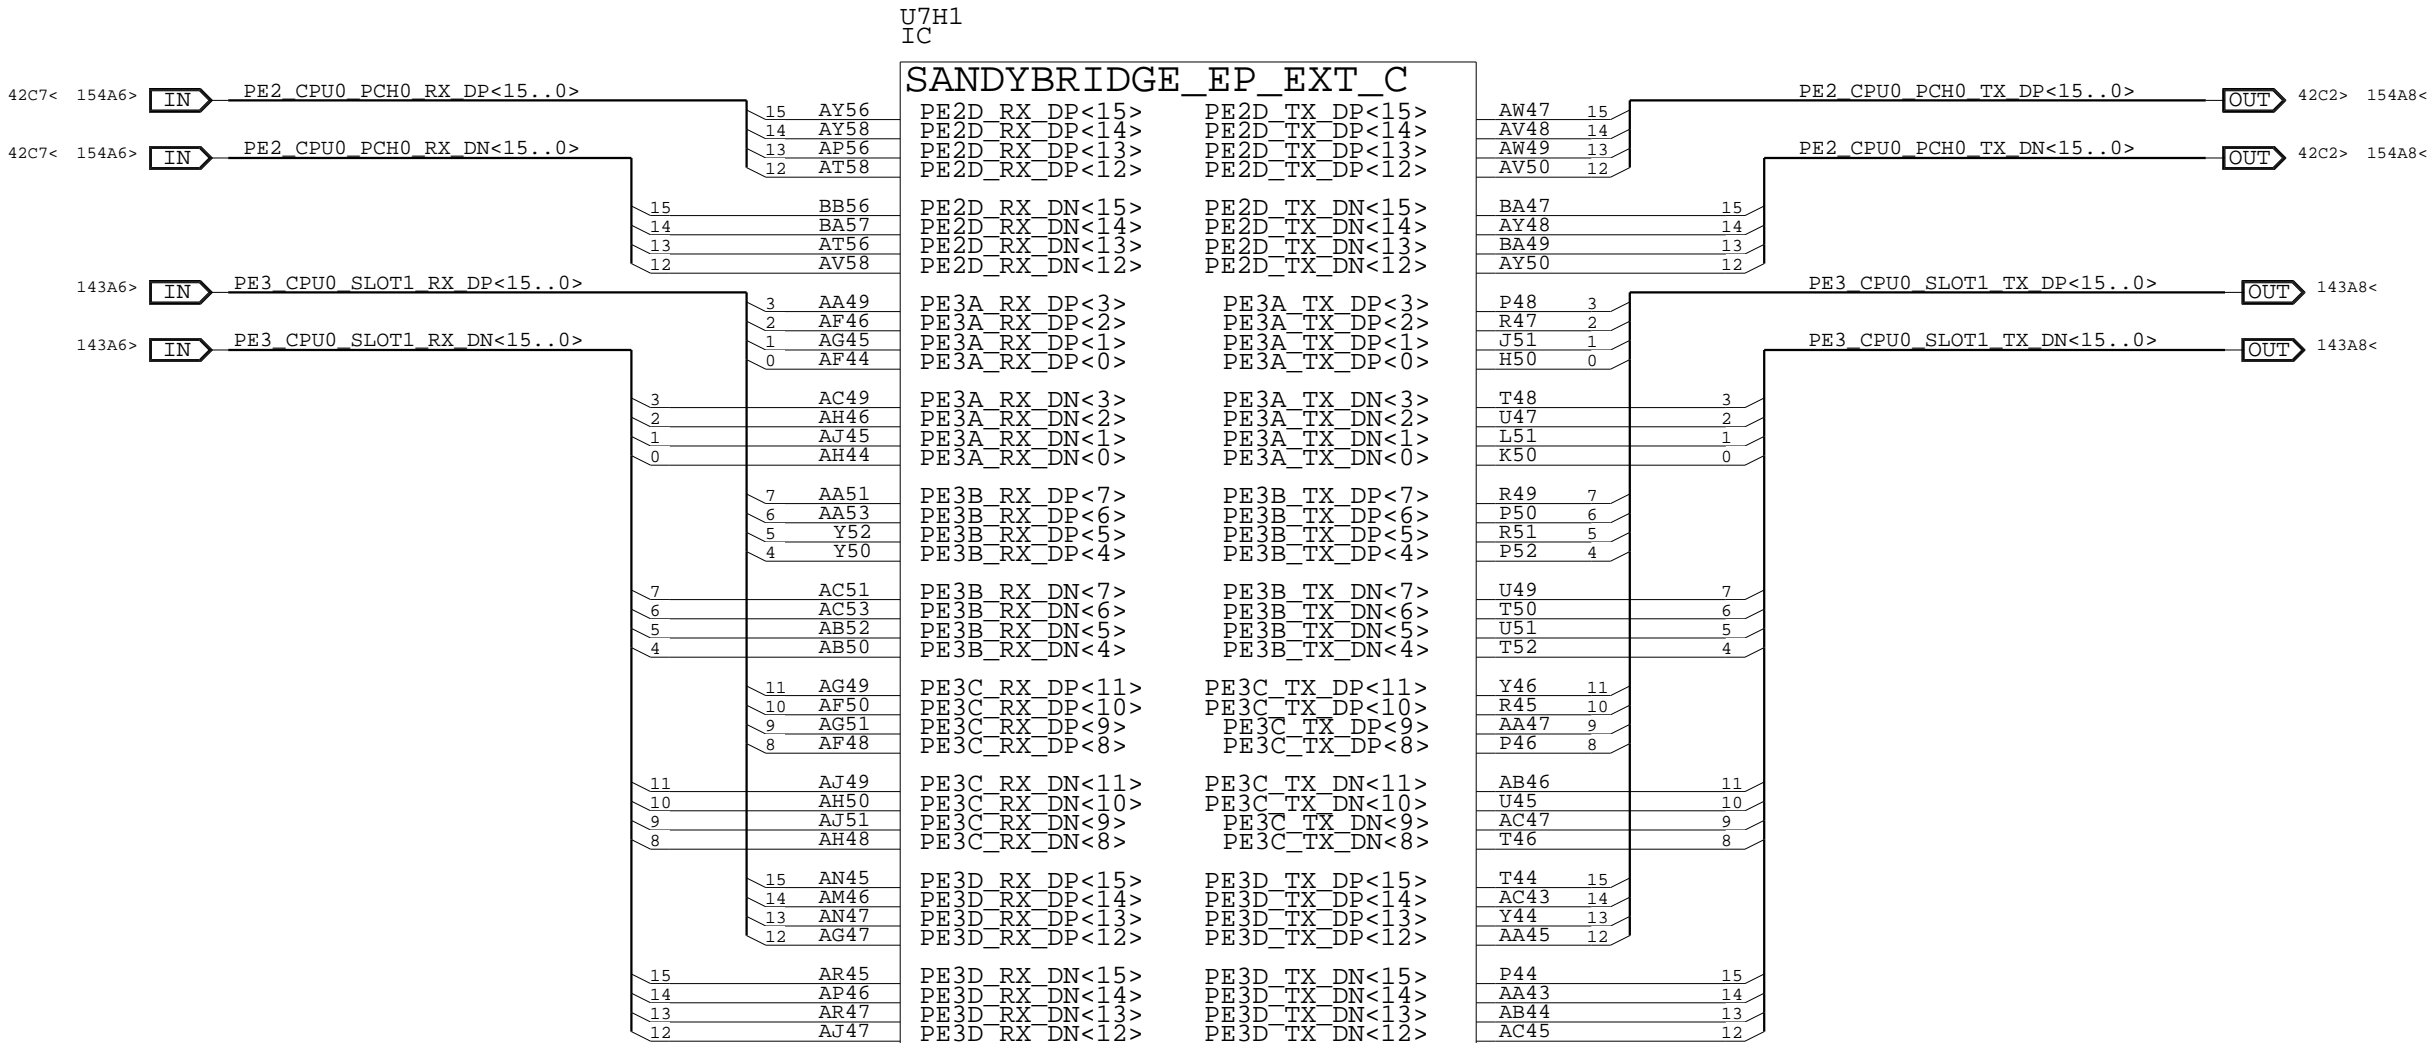 U7H1
IC
SANDYBRIDGE_EP_EXT_C
42C7< 154A6> IN PE2_CPU0_PCH0_RX_DP<15..0> PE2_CPU0_PCH0_TX_DP<15..0> OUT 42C2> 154A8<
15 AY56 PE2D_RX_DP<15> PE2D_TX_DP<15> AW47 15
14 AY58 PE2D_RX_DP<14> PE2D_TX_DP<14> AV48 14
42C7< 154A6> IN PE2_CPU0_PCH0_RX_DN<15..0> PE2_CPU0_PCH0_TX_DN<15..0> OUT 42C2> 154A8<
13 AP56 PE2D_RX_DP<13> PE2D_TX_DP<13> AW49 13
12 AT58 PE2D_RX_DP<12> PE2D_TX_DP<12> AV50 12
15 BB56 PE2D_RX_DN<15> PE2D_TX_DN<15> BA47 15
14 BA57 PE2D_RX_DN<14> PE2D_TX_DN<14> AY48 14
13 AT56 PE2D_RX_DN<13> PE2D_TX_DN<13> BA49 13
12 AV58 PE2D_RX_DN<12> PE2D_TX_DN<12> AY50 12
143A6> IN PE3_CPU0_SLOT1_RX_DP<15..0> PE3_CPU0_SLOT1_TX_DP<15..0> OUT 143A8<
3 AA49 PE3A_RX_DP<3> PE3A_TX_DP<3> P48 3
2 AF46 PE3A_RX_DP<2> PE3A_TX_DP<2> R47 2
143A6> IN PE3_CPU0_SLOT1_RX_DN<15..0> PE3_CPU0_SLOT1_TX_DN<15..0> OUT 143A8<
1 AG45 PE3A_RX_DP<1> PE3A_TX_DP<1> J51 1
0 AF44 PE3A_RX_DP<0> PE3A_TX_DP<0> H50 0
3 AC49 PE3A_RX_DN<3> PE3A_TX_DN<3> T48 3
2 AH46 PE3A_RX_DN<2> PE3A_TX_DN<2> U47 2
1 AJ45 PE3A_RX_DN<1> PE3A_TX_DN<1> L51 1
0 AH44 PE3A_RX_DN<0> PE3A_TX_DN<0> K50 0
7 AA51 PE3B_RX_DP<7> PE3B_TX_DP<7> R49 7
6 AA53 PE3B_RX_DP<6> PE3B_TX_DP<6> P50 6
5 Y52 PE3B_RX_DP<5> PE3B_TX_DP<5> R51 5
4 Y50 PE3B_RX_DP<4> PE3B_TX_DP<4> P52 4
7 AC51 PE3B_RX_DN<7> PE3B_TX_DN<7> U49 7
6 AC53 PE3B_RX_DN<6> PE3B_TX_DN<6> T50 6
5 AB52 PE3B_RX_DN<5> PE3B_TX_DN<5> U51 5
4 AB50 PE3B_RX_DN<4> PE3B_TX_DN<4> T52 4
11 AG49 PE3C_RX_DP<11> PE3C_TX_DP<11> Y46 11
10 AF50 PE3C_RX_DP<10> PE3C_TX_DP<10> R45 10
9 AG51 PE3C_RX_DP<9> PE3C_TX_DP<9> AA47 9
8 AF48 PE3C_RX_DP<8> PE3C_TX_DP<8> P46 8
11 AJ49 PE3C_RX_DN<11> PE3C_TX_DN<11> AB46 11
10 AH50 PE3C_RX_DN<10> PE3C_TX_DN<10> U45 10
9 AJ51 PE3C_RX_DN<9> PE3C_TX_DN<9> AC47 9
8 AH48 PE3C_RX_DN<8> PE3C_TX_DN<8> T46 8
15 AN45 PE3D_RX_DP<15> PE3D_TX_DP<15> T44 15
14 AM46 PE3D_RX_DP<14> PE3D_TX_DP<14> AC43 14
13 AN47 PE3D_RX_DP<13> PE3D_TX_DP<13> Y44 13
12 AG47 PE3D_RX_DP<12> PE3D_TX_DP<12> AA45 12
15 AR45 PE3D_RX_DN<15> PE3D_TX_DN<15> P44 15
14 AP46 PE3D_RX_DN<14> PE3D_TX_DN<14> AA43 14
13 AR47 PE3D_RX_DN<13> PE3D_TX_DN<13> AB44 13
12 AJ47 PE3D_RX_DN<12> PE3D_TX_DN<12> AC45 12